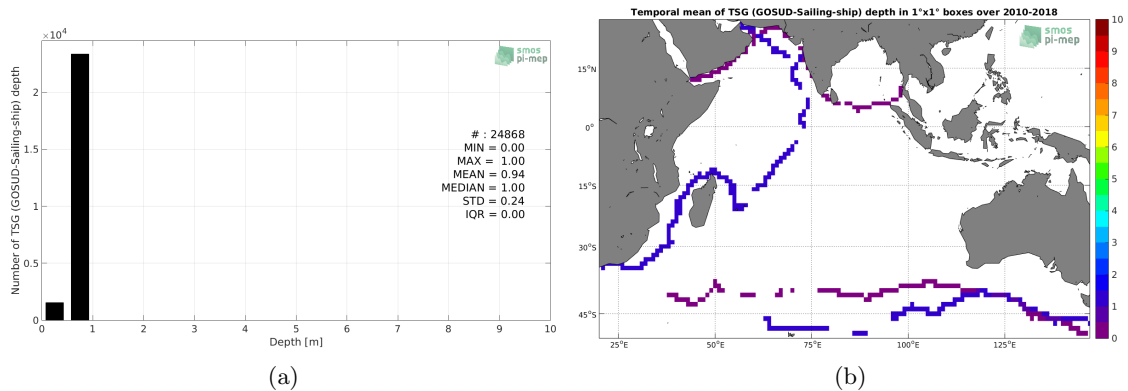 ×10⁴
2
1.5
1
0.5
0
0 1 2 3 4 5 6 7 8 9 10
Number of TSG (GOSUD-Sailing-ship) depth
Depth [m]
smos
pi-mep
# : 24868
MIN = 0.00
MAX = 1.00
MEAN = 0.94
MEDIAN = 1.00
STD = 0.24
IQR = 0.00
(a)
Temporal mean of TSG (GOSUD-Sailing-ship) depth in 1°x1° boxes over 2010-2018
smos
pi-mep
15°N
0°
15°S
30°S
45°S
25°E 50°E 75°E 100°E 125°E
10
9
8
7
6
5
4
3
2
1
0
(b)